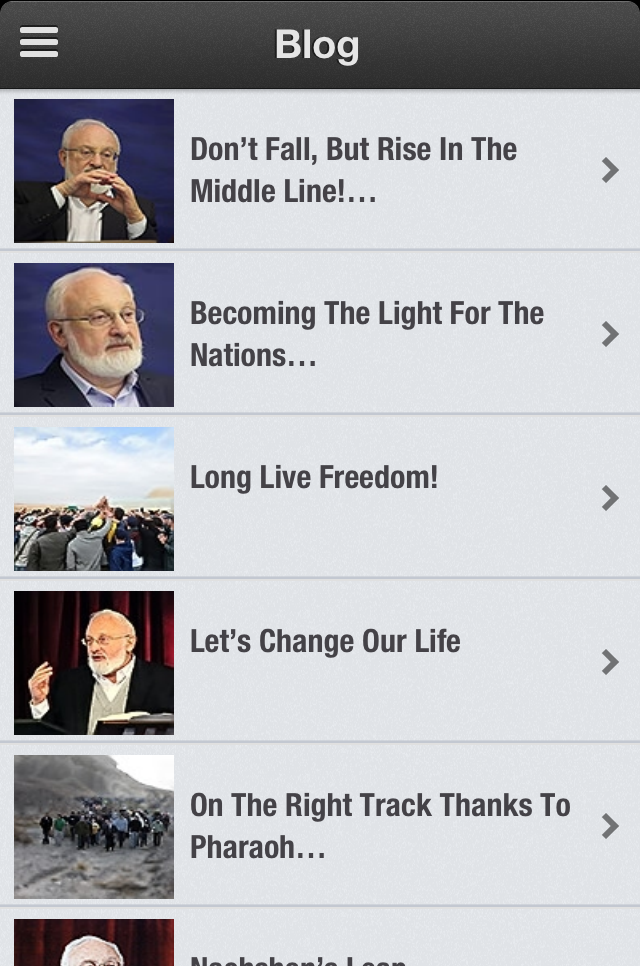 Blog
Don't Fall, But Rise In The
Middle Line!...
Becoming The Light For The
Nations...
Long Live Freedom!
Let's Change Our Life
On The Right Track Thanks To
Pharaoh...